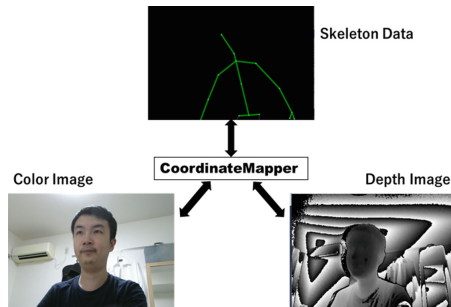 Skeleton Data
CoordinateMapper
Color Image
Depth Image